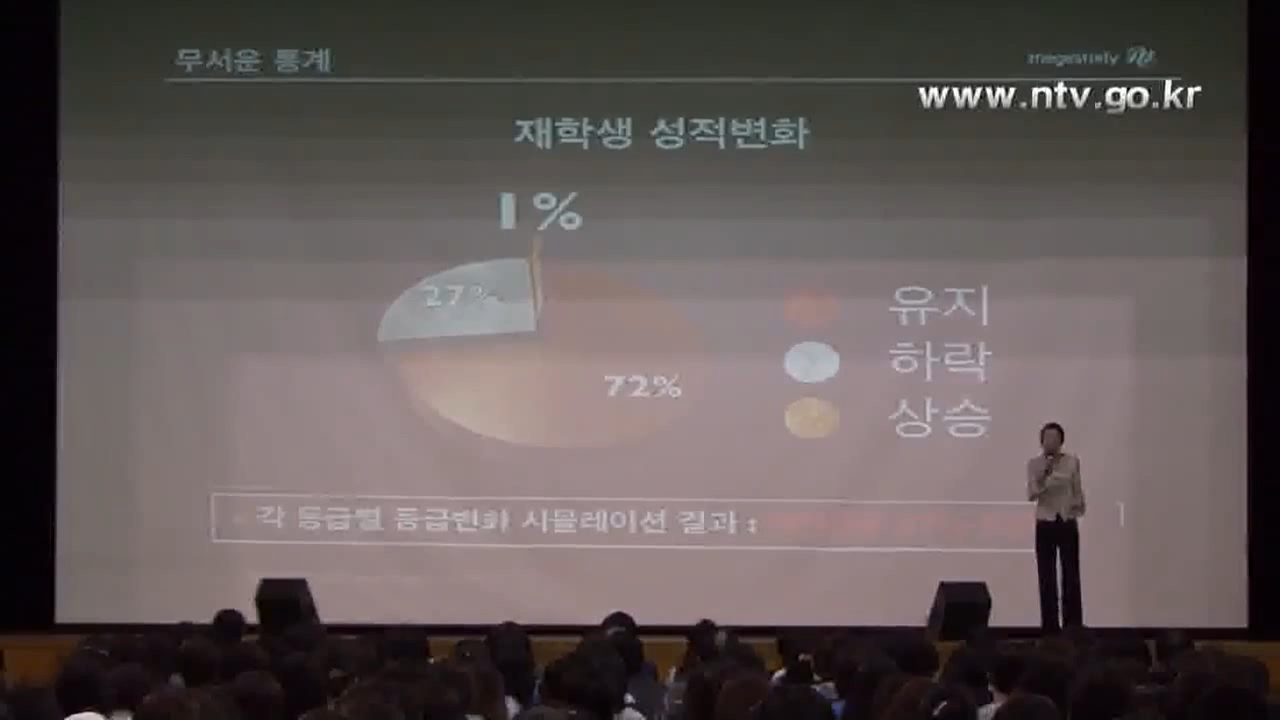 무서운 통계
megastudy
www.ntv.go.kr
재학생 성적변화
1%
27%
72%
유지
하락
상승
- 각 등급별 등급변화 시뮬레이션 결과 :